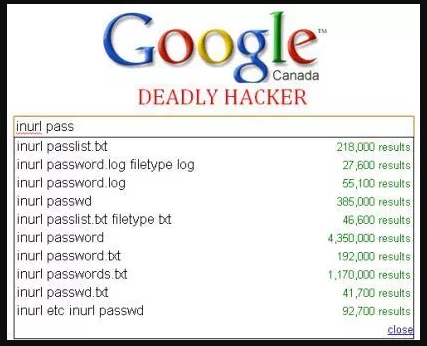 Google™
Canada
DEADLY HACKER
inurl pass
inurl passlist.txt 218,000 results
inurl password.log filetype log 27,600 results
inurl password.log 55,100 results
inurl passwd 385,000 results
inurl passlist.txt filetype txt 46,600 results
inurl password 4,350,000 results
inurl password.txt 192,000 results
inurl passwords.txt 1,170,000 results
inurl passwd.txt 41,700 results
inurl etc inurl passwd 92,700 results
close